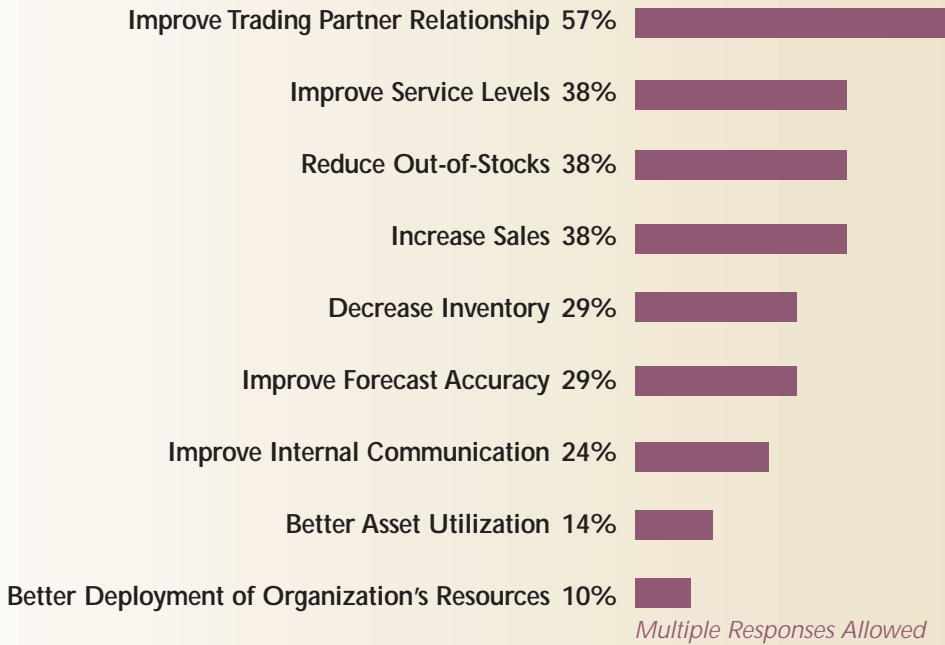 Improve Trading Partner Relationship 57%
Improve Service Levels 38%
Reduce Out-of-Stocks 38%
Increase Sales 38%
Decrease Inventory 29%
Improve Forecast Accuracy 29%
Improve Internal Communication 24%
Better Asset Utilization 14%
Better Deployment of Organization's Resources 10%
Multiple Responses Allowed